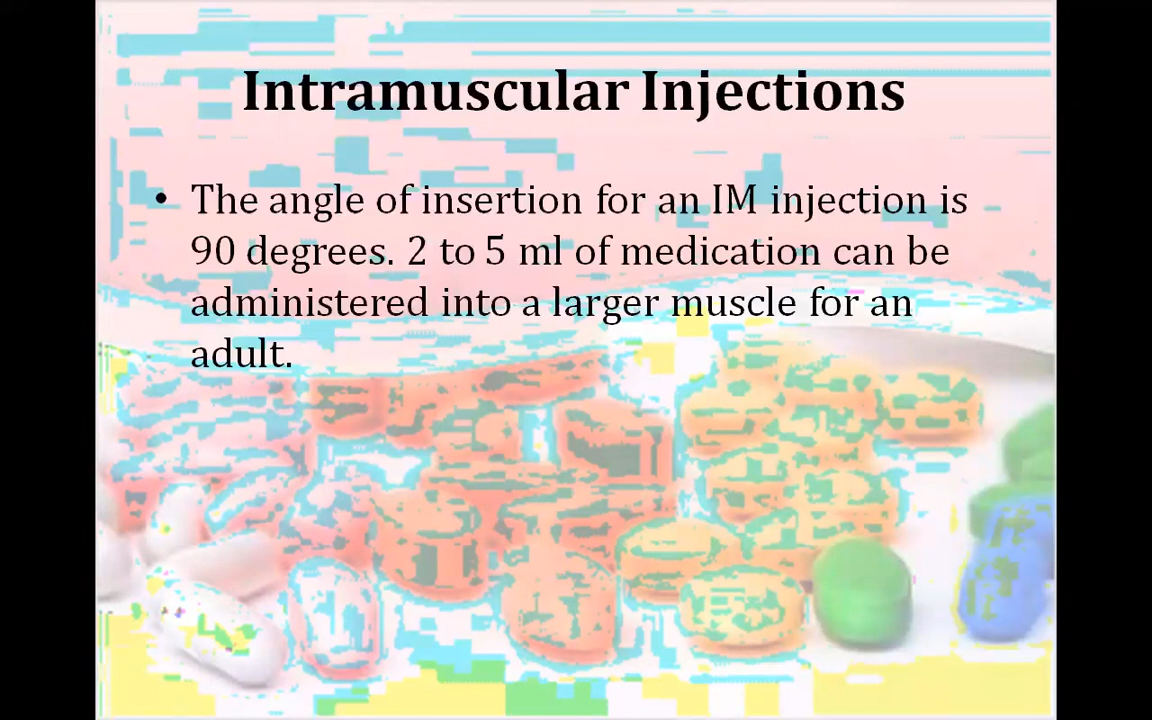 Intramuscular Injections
• The angle of insertion for an IM injection is
90 degrees. 2 to 5 ml of medication can be
administered into a larger muscle for an
adult.